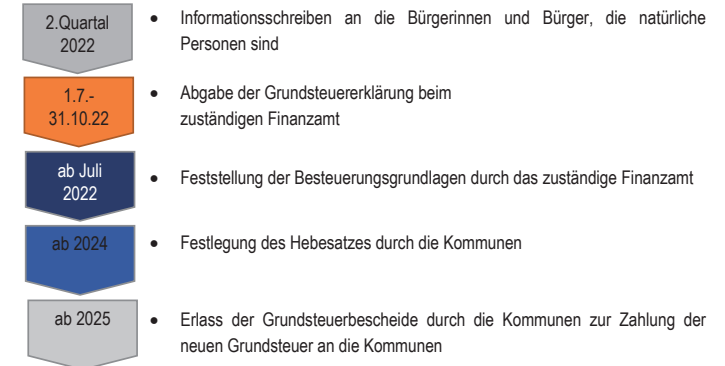 2.Quartal
2022
• Informationsschreiben an die Bürgerinnen und Bürger, die natürliche
Personen sind
1.7.-
31.10.22
• Abgabe der Grundsteuererklärung beim
zuständigen Finanzamt
ab Juli
2022
• Feststellung der Besteuerungsgrundlagen durch das zuständige Finanzamt
ab 2024
• Festlegung des Hebesatzes durch die Kommunen
ab 2025
• Erlass der Grundsteuerbescheide durch die Kommunen zur Zahlung der
neuen Grundsteuer an die Kommunen